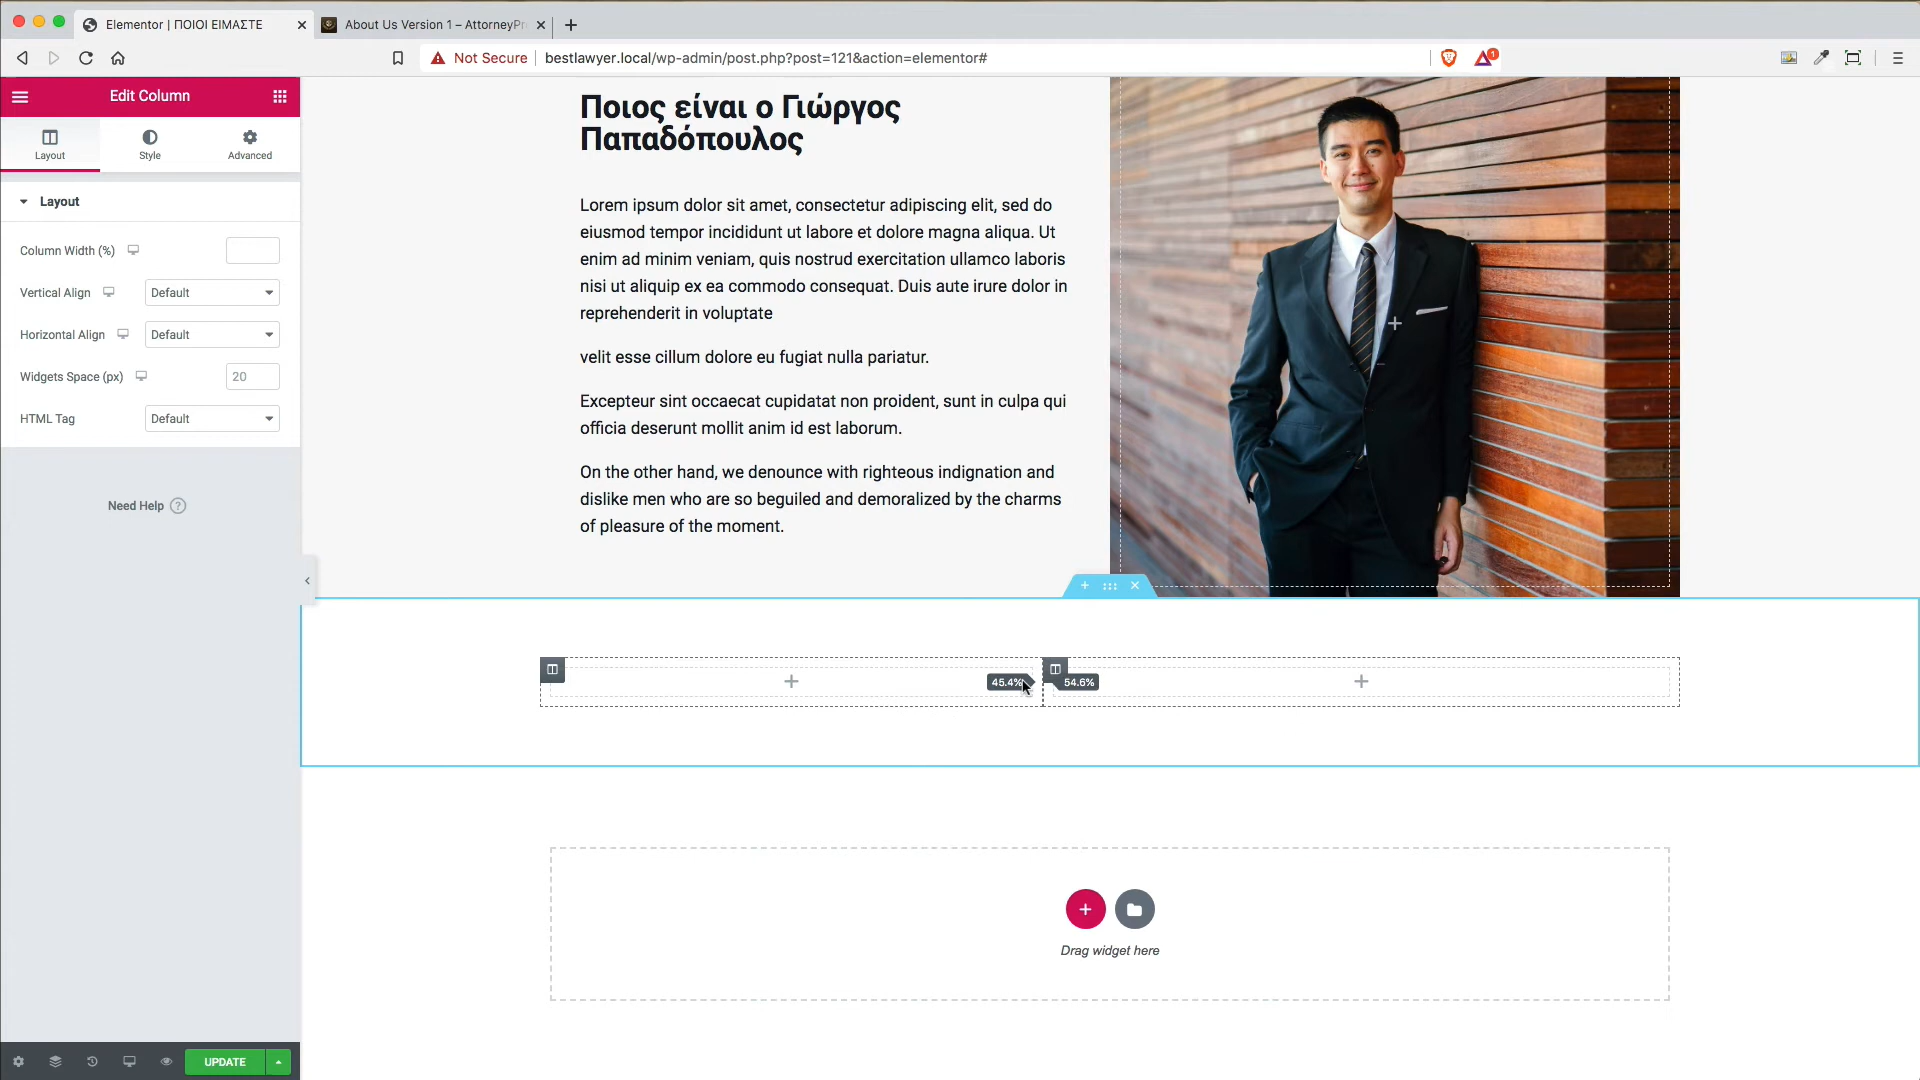 Elementor | ΠΟΙΟΙ ΕΙΜΑΣΤΕ
About Us Version 1 – AttorneyPr
Not Secure
bestlawyer.local/wp-admin/post.php?post=121&action=elementor#
1
Edit Column
Layout
Style
Advanced
Layout
Column Width (%)
Vertical Align
Default
Horizontal Align
Default
Widgets Space (px)
20
HTML Tag
Default
Need Help
?
UPDATE
Ποιος είναι ο Γιώργος
Παπαδόπουλος
Lorem ipsum dolor sit amet, consectetur adipiscing elit, sed do
eiusmod tempor incididunt ut labore et dolore magna aliqua. Ut
enim ad minim veniam, quis nostrud exercitation ullamco laboris
nisi ut aliquip ex ea commodo consequat. Duis aute irure dolor in
reprehenderit in voluptate
velit esse cillum dolore eu fugiat nulla pariatur.
Excepteur sint occaecat cupidatat non proident, sunt in culpa qui
officia deserunt mollit anim id est laborum.
On the other hand, we denounce with righteous indignation and
dislike men who are so beguiled and demoralized by the charms
of pleasure of the moment.
45.4%
54.6%
Drag widget here